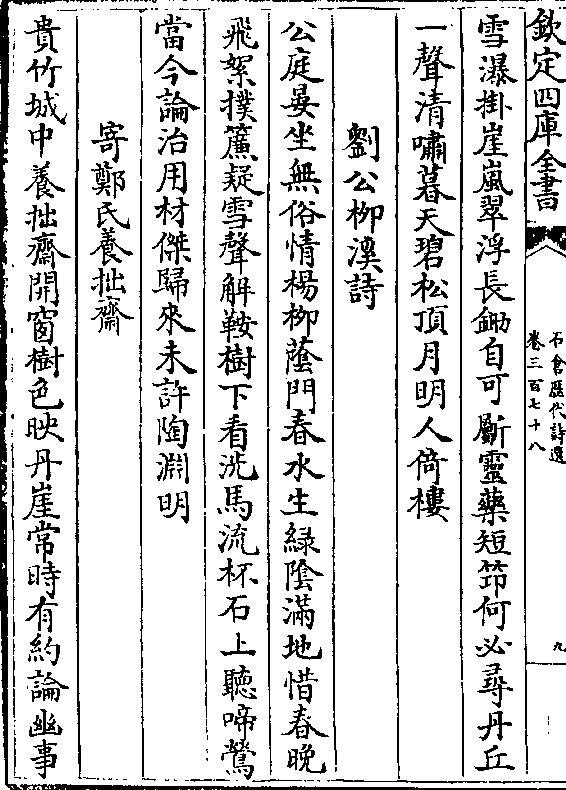 欽定四庫全書
石倉歷代詩選
卷三百七十八
九
雪瀑掛崖嵐翠浮長鋤自可斸靈藥短笻何必尋丹丘
一聲清嘯暮天碧松頂月明人倚樓
劉公柳溪詩
公庭晏坐無俗情楊柳蔭門春水生緑陰滿地惜春晚
飛絮撲簾疑雪聲解鞍樹下看洗馬流杯石上聽啼鶯
當今論治用材傑歸來未許陶淵明
寄鄭氏養拙齋
貴竹城中養拙齋開窗樹色映丹崖常時有約論幽事